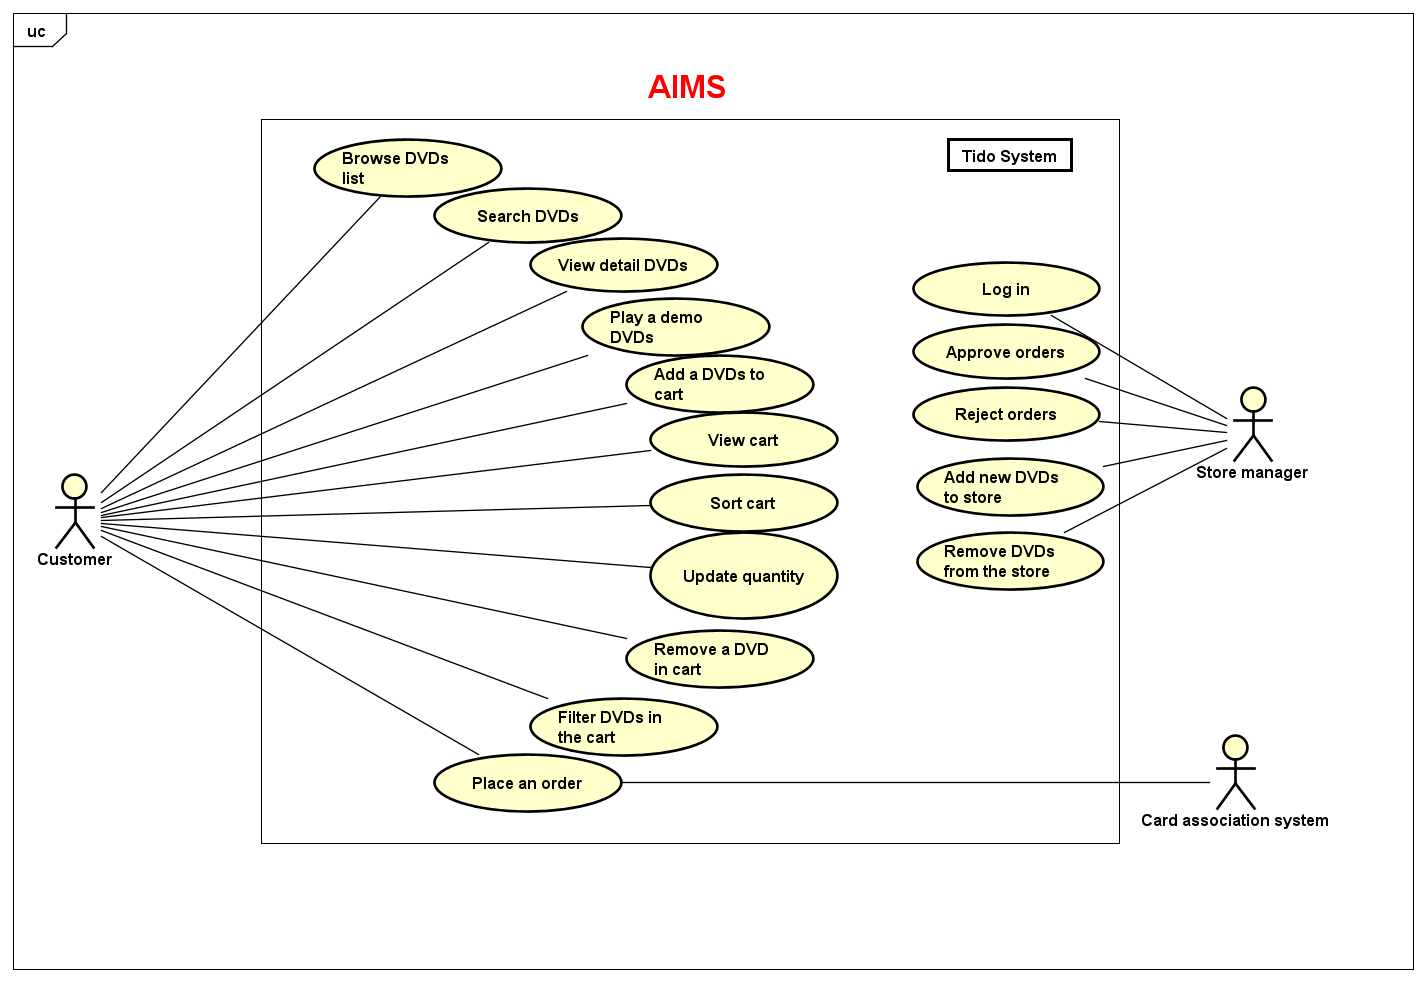 uc
AIMS
Tido System
Browse DVDs
list
Search DVDs
View detail DVDs
Play a demo
DVDs
Add a DVDs to
cart
View cart
Sort cart
Update quantity
Remove a DVD
in cart
Filter DVDs in
the cart
Place an order
Log in
Approve orders
Reject orders
Add new DVDs
to store
Remove DVDs
from the store
Customer
Store manager
Card association system